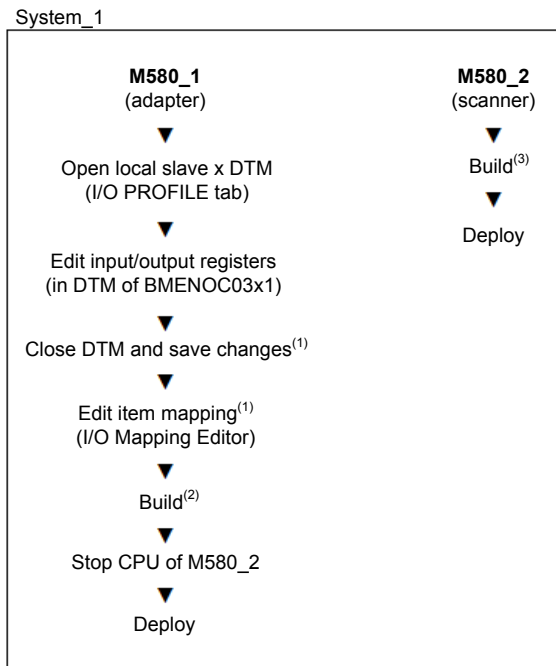 System_1
M580_1
(adapter)
Open local slave x DTM
(I/O PROFILE tab)
Edit input/output registers
(in DTM of BMENOC03x1)
Close DTM and save changes(1)
Edit item mapping(1)
(I/O Mapping Editor)
Build(2)
Stop CPU of M580_2
Deploy
M580_2
(scanner)
Build(3)
Deploy